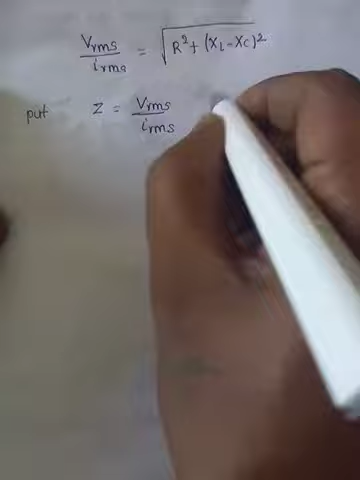 Vrms / irms = √R² + (XL - XC)²
put Z = Vrms / irms